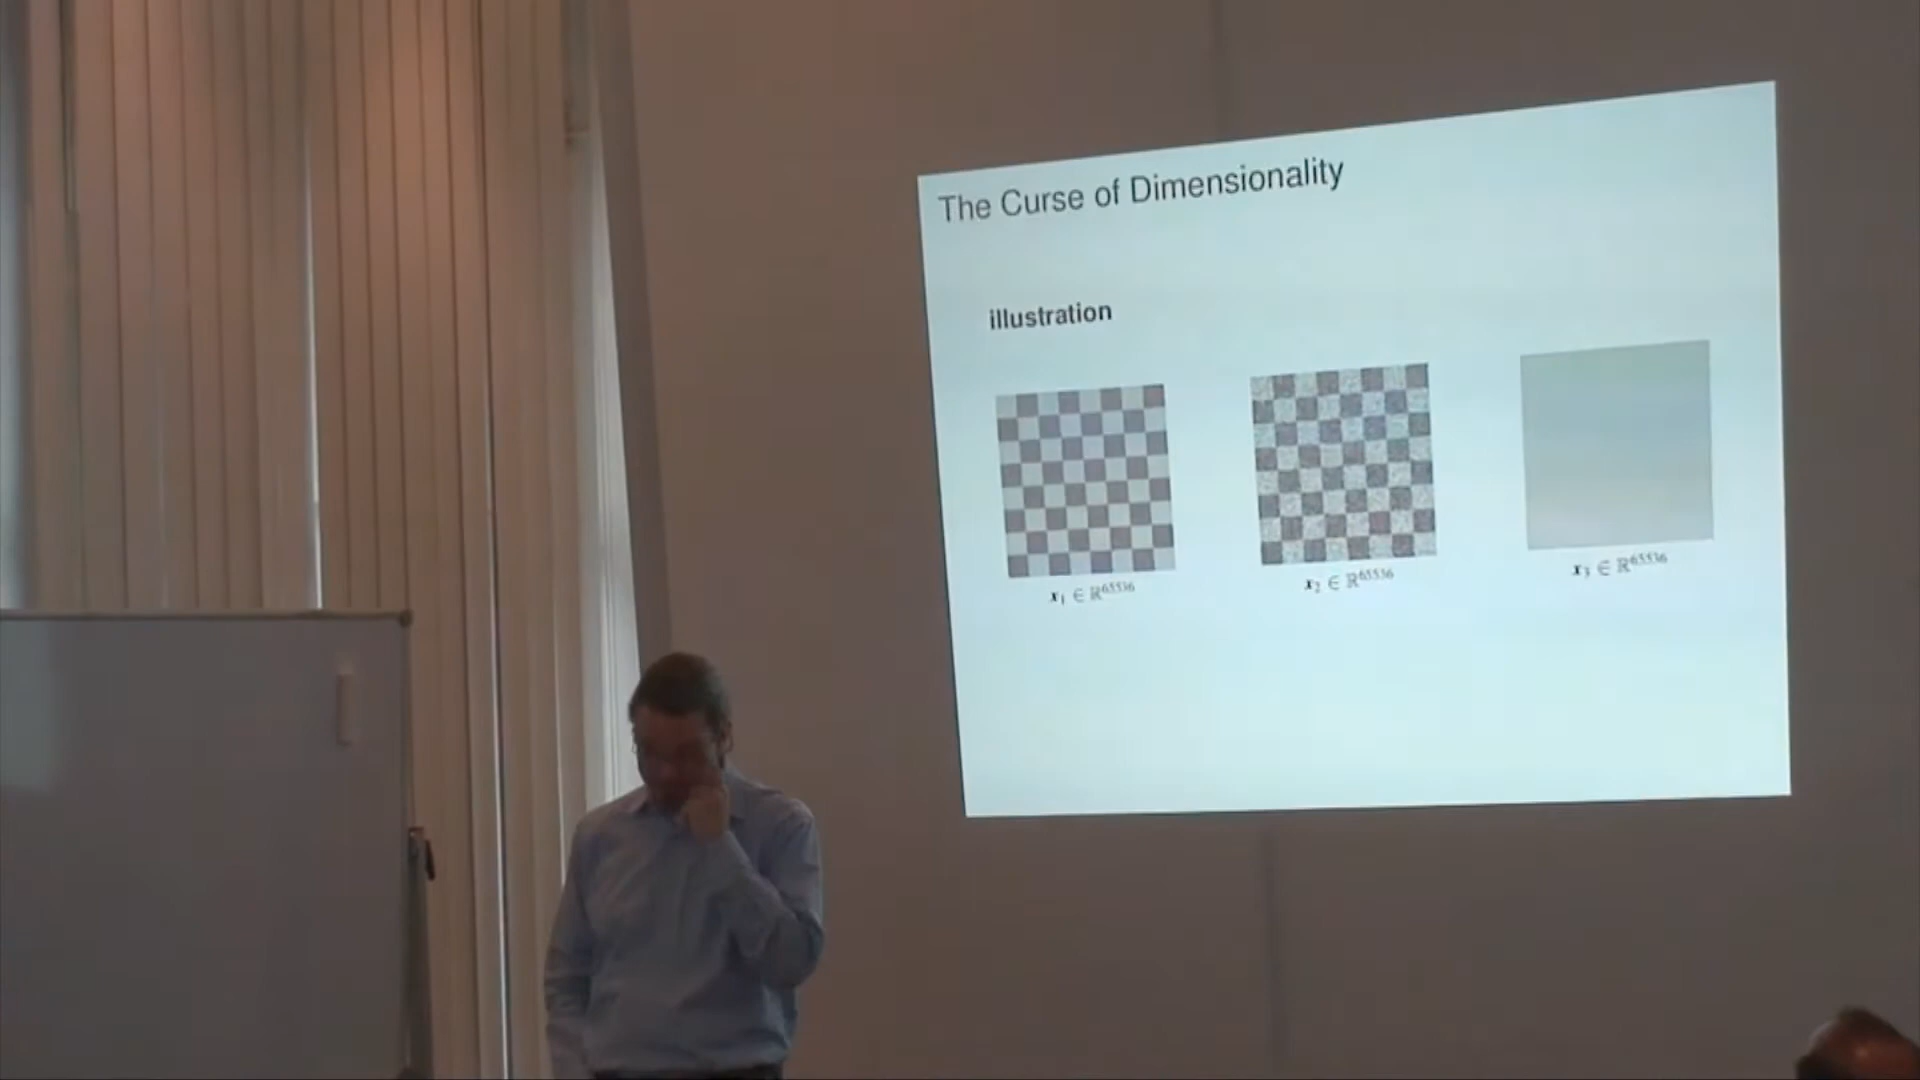 The Curse of Dimensionality
illustration
x₁ ∈ ℝ⁶⁵⁵³⁶
x₂ ∈ ℝ⁶⁵⁵³⁶
x₃ ∈ ℝ⁶⁵⁵³⁶